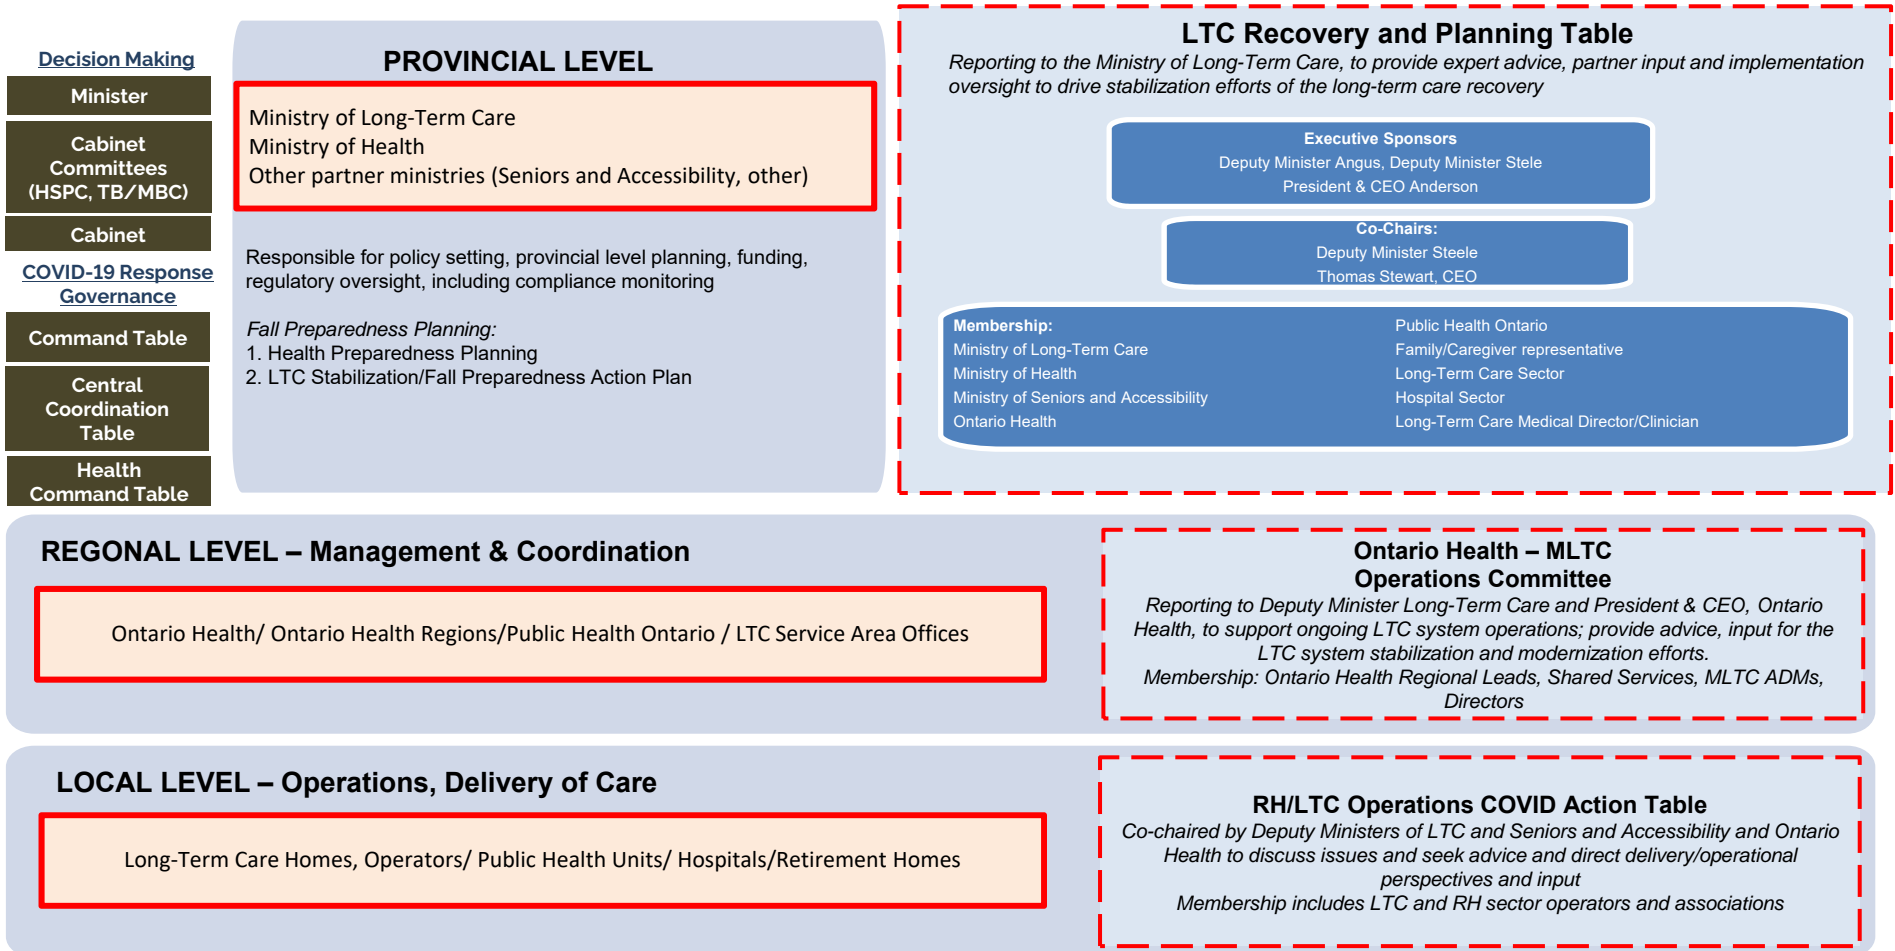 Decision Making
Minister
Cabinet
Committees
(HSPC, TB/MBC)
Cabinet
COVID-19 Response
Governance
Command Table
Central
Coordination
Table
Health
Command Table
PROVINCIAL LEVEL
Ministry of Long-Term Care
Ministry of Health
Other partner ministries (Seniors and Accessibility, other)
Responsible for policy setting, provincial level planning, funding,
regulatory oversight, including compliance monitoring
Fall Preparedness Planning:
1. Health Preparedness Planning
2. LTC Stabilization/Fall Preparedness Action Plan
LTC Recovery and Planning Table
Reporting to the Ministry of Long-Term Care, to provide expert advice, partner input and implementation
oversight to drive stabilization efforts of the long-term care recovery
Executive Sponsors
Deputy Minister Angus, Deputy Minister Stele
President & CEO Anderson
Co-Chairs:
Deputy Minister Steele
Thomas Stewart, CEO
Membership:
Ministry of Long-Term Care
Ministry of Health
Ministry of Seniors and Accessibility
Ontario Health
Public Health Ontario
Family/Caregiver representative
Long-Term Care Sector
Hospital Sector
Long-Term Care Medical Director/Clinician
REGONAL LEVEL – Management & Coordination
Ontario Health/ Ontario Health Regions/Public Health Ontario / LTC Service Area Offices
Ontario Health – MLTC
Operations Committee
Reporting to Deputy Minister Long-Term Care and President & CEO, Ontario
Health, to support ongoing LTC system operations; provide advice, input for the
LTC system stabilization and modernization efforts.
Membership: Ontario Health Regional Leads, Shared Services, MLTC ADMs,
Directors
LOCAL LEVEL – Operations, Delivery of Care
Long-Term Care Homes, Operators/ Public Health Units/ Hospitals/Retirement Homes
RH/LTC Operations COVID Action Table
Co-chaired by Deputy Ministers of LTC and Seniors and Accessibility and Ontario
Health to discuss issues and seek advice and direct delivery/operational
perspectives and input
Membership includes LTC and RH sector operators and associations